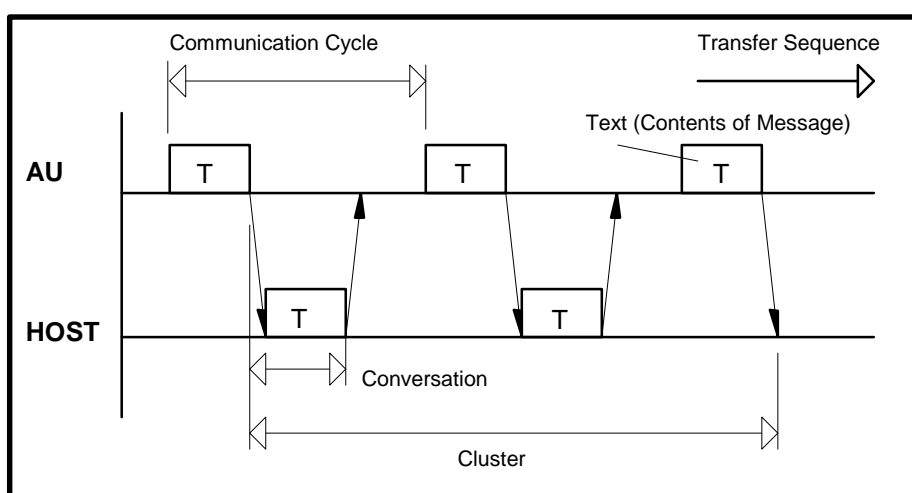 Communication Cycle
Transfer Sequence
Text (Contents of Message)
AU
T
T
T
T
T
HOST
Conversation
Cluster